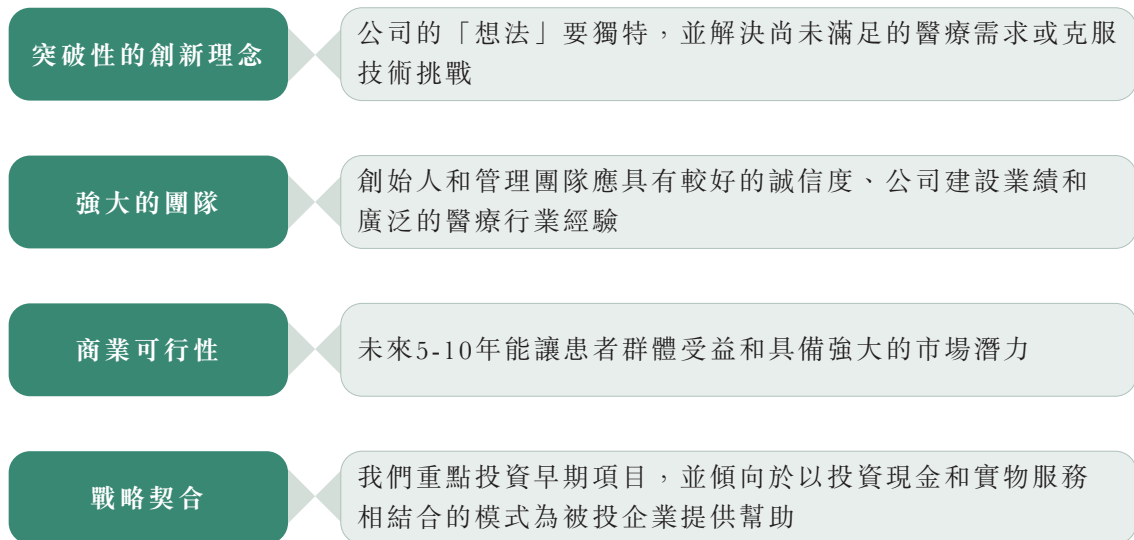 突破性的創新理念
公司的「想法」要獨特，並解決尚未滿足的醫療需求或克服
技術挑戰
強大的團隊
創始人和管理團隊應具有較好的誠信度、公司建設業績和
廣泛的醫療行業經驗
商業可行性
未來5-10年能讓患者群體受益和具備強大的市場潛力
戰略契合
我們重點投資早期項目，並傾向於以投資現金和實物服務
相結合的模式為被投企業提供幫助